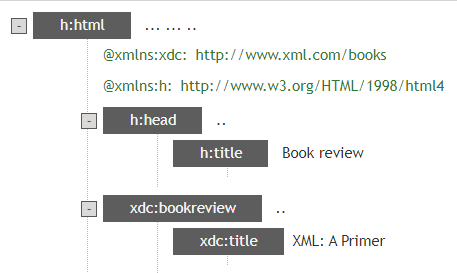 - h:html ... ... ..
@xmlns:xdc: http://www.xml.com/books
@xmlns:h: http://www.w3.org/HTML/1998/html4
- h:head ..
h:title Book review
- xdc:bookreview ..
xdc:title XML: A Primer